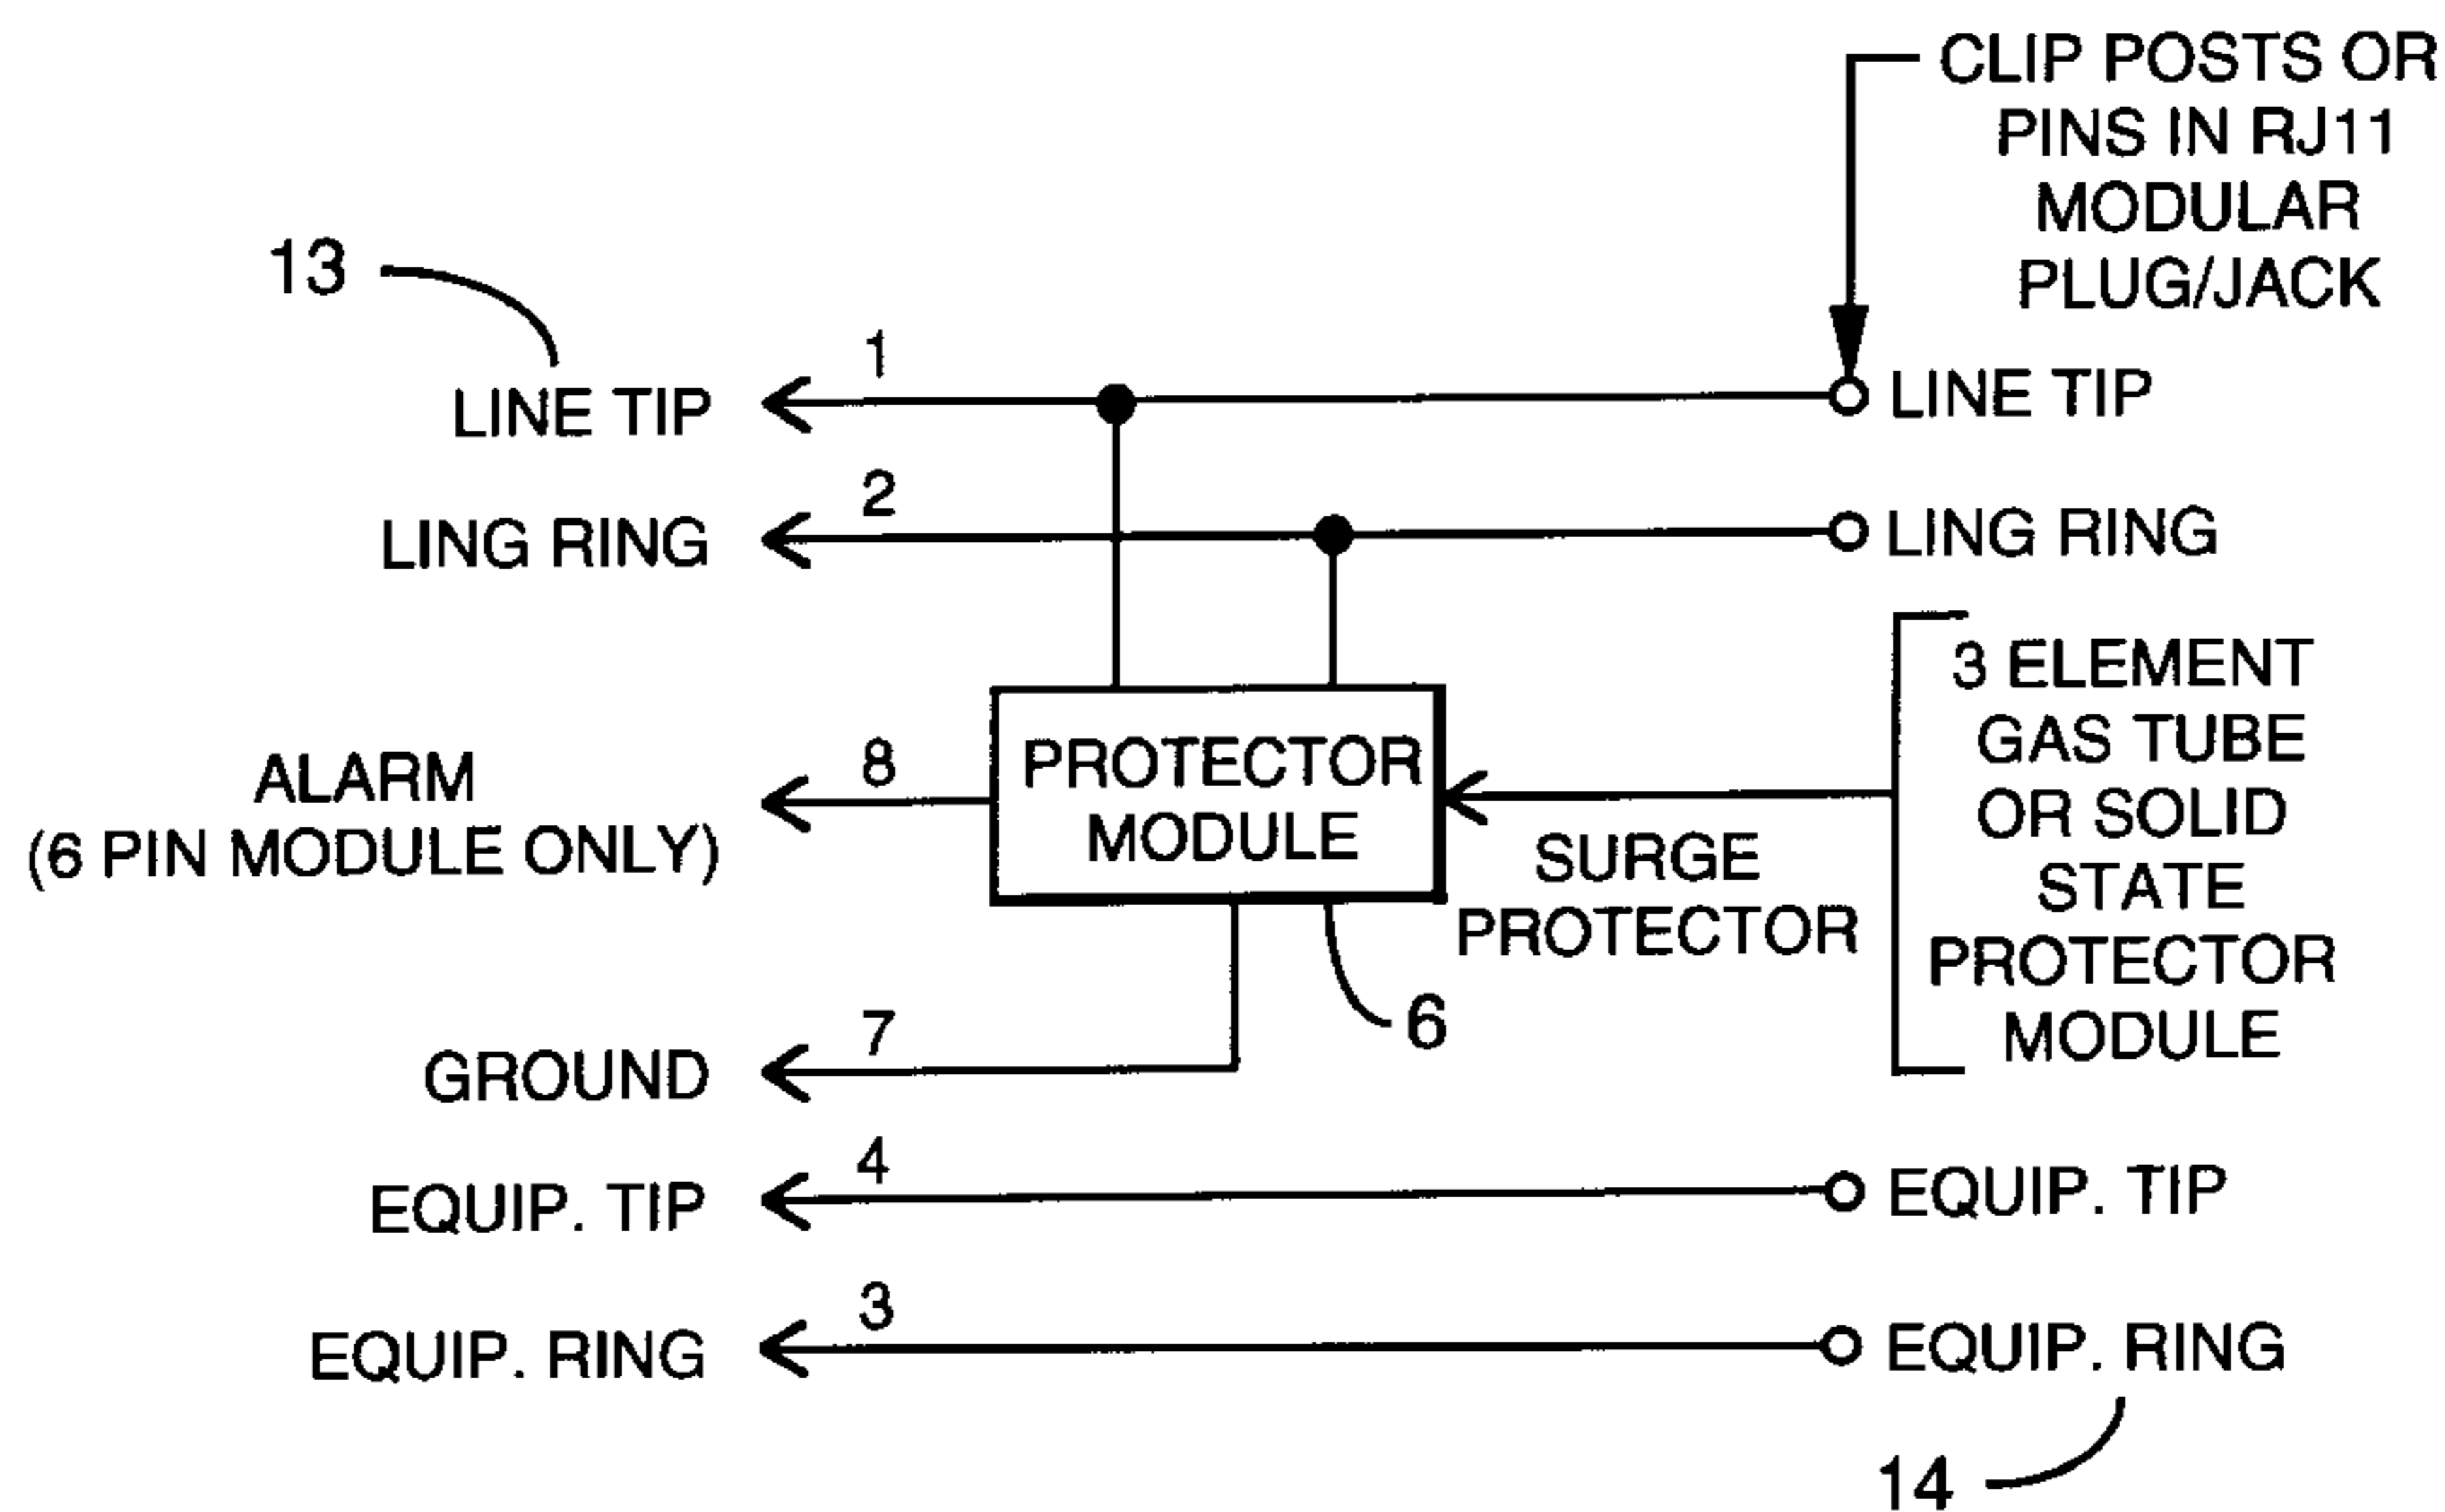 CLIP POSTS OR
PINS IN RJ11
MODULAR
PLUG/JACK
13
1
LINE TIP
LINE TIP
2
LING RING
LING RING
3 ELEMENT
GAS TUBE
OR SOLID
STATE
PROTECTOR
MODULE
ALARM
(6 PIN MODULE ONLY)
8
PROTECTOR
MODULE
SURGE
PROTECTOR
6
7
GROUND
4
EQUIP. TIP
EQUIP. TIP
3
EQUIP. RING
EQUIP. RING
14